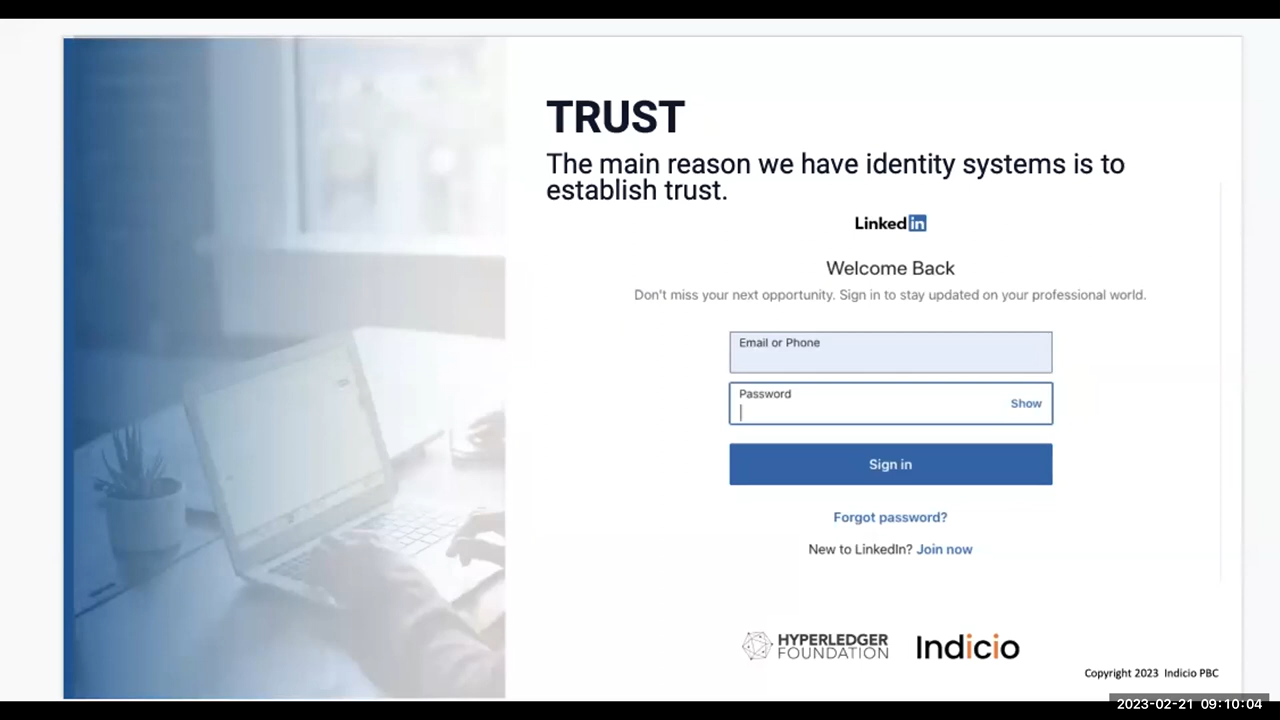 TRUST
The main reason we have identity systems is to
establish trust.
Linked in
Welcome Back
Don't miss your next opportunity. Sign in to stay updated on your professional world.
Email or Phone
Password
Show
Sign in
Forgot password?
New to LinkedIn? Join now
HYPERLEDGER
FOUNDATION
Indicio
Copyright 2023 Indicio PBC
2023-02-21 09:10:04